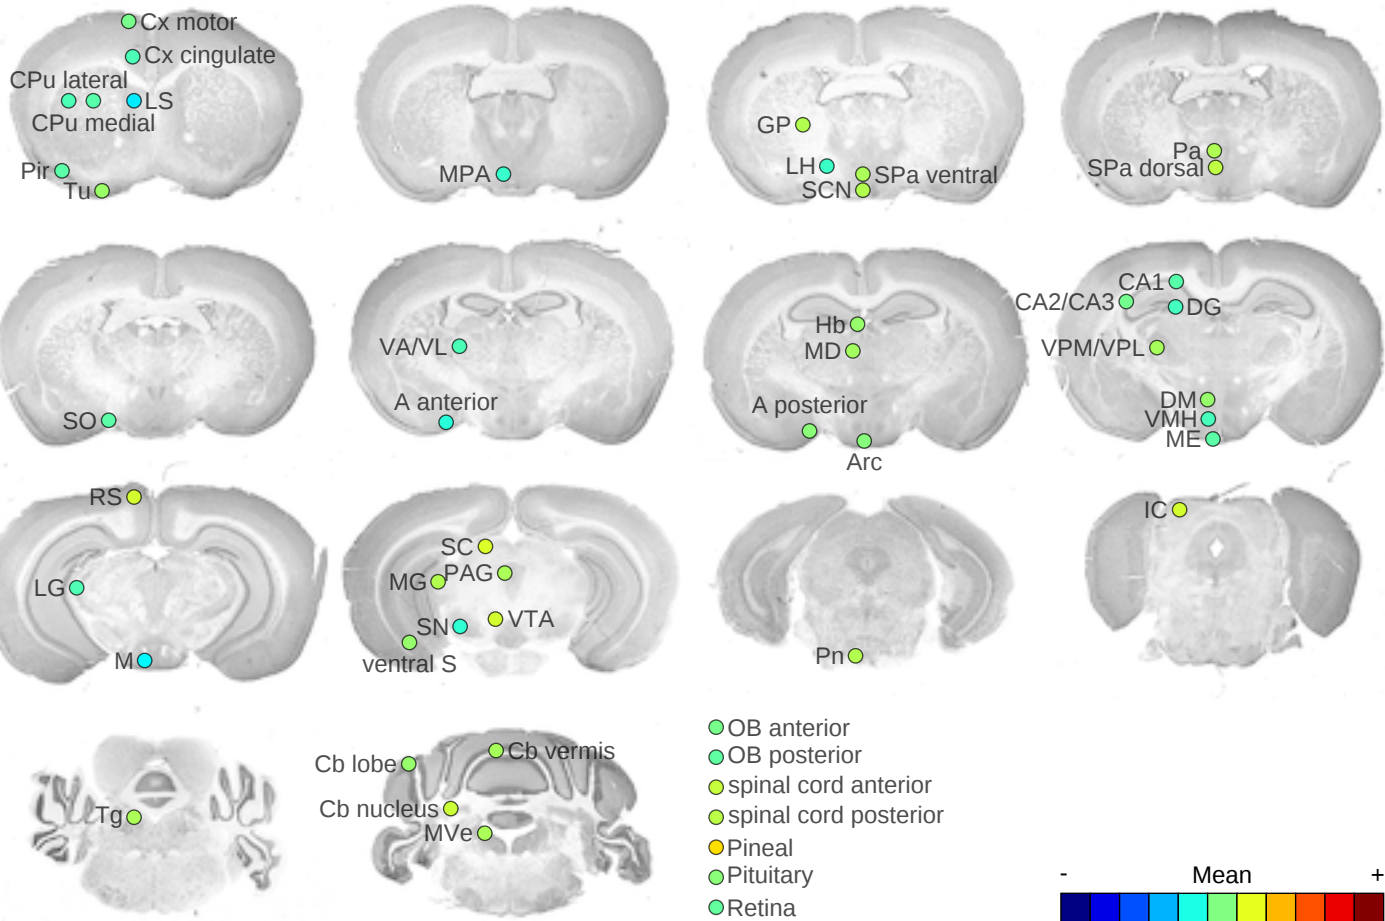 Cx motor
Cx cingulate
CPu lateral
LS
CPu medial
Pir
Tu
MPA
GP
LH
SPa ventral
SCN
Pa
SPa dorsal
SO
VA/VL
A anterior
Hb
MD
A posterior
Arc
CA1
CA2/CA3
DG
VPM/VPL
DM
VMH
ME
RS
LG
M
SC
PAG
MG
VTA
SN
ventral S
Pn
IC
Tg
Cb vermis
Cb lobe
Cb nucleus
MVe
OB anterior
OB posterior
spinal cord anterior
spinal cord posterior
Pineal
Pituitary
Retina
- Mean +